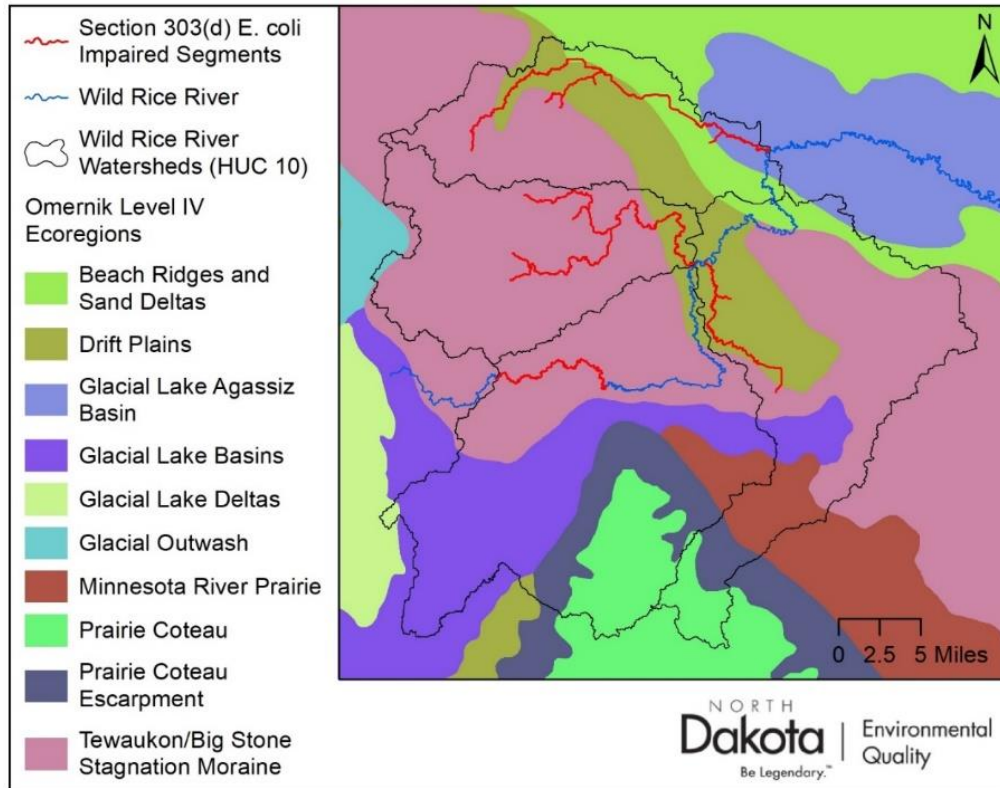 Section 303(d) E. coli
Impaired Segments
Wild Rice River
Wild Rice River
Watersheds (HUC 10)
Omernik Level IV
Ecoregions
Beach Ridges and
Sand Deltas
Drift Plains
Glacial Lake Agassiz
Basin
Glacial Lake Basins
Glacial Lake Deltas
Glacial Outwash
Minnesota River Prairie
Prairie Coteau
Prairie Coteau
Escarpment
Tewaukon/Big Stone
Stagnation Moraine
N
0 2.5 5 Miles
NORTH
Dakota
Be Legendary.™
Environmental
Quality